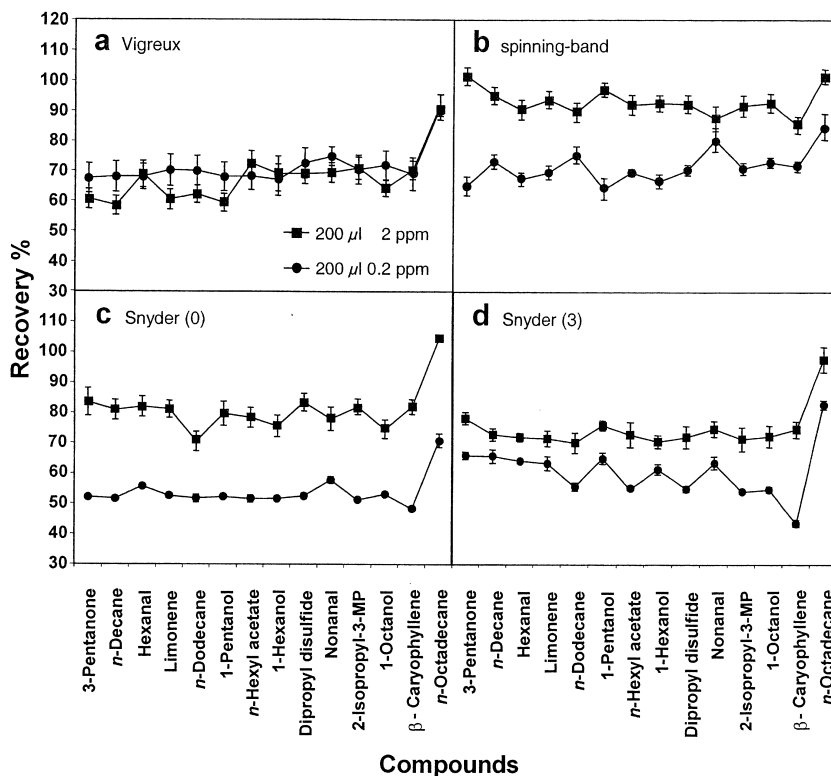 a Vigreux
b spinning-band
120
110
100
90
80
70
60
50
40
30
200 µl 2 ppm
200 µl 0.2 ppm
Recovery %
c Snyder (0)
d Snyder (3)
110
100
90
80
70
60
50
40
30
3-Pentanone
n-Decane
Hexanal
Limonene
n-Dodecane
1-Pentanol
n-Hexyl acetate
1-Hexanol
Dipropyl disulfide
Nonanal
2-Isopropyl-3-MP
1-Octanol
β- Caryophyllene
n-Octadecane
3-Pentanone
n-Decane
Hexanal
Limonene
n-Dodecane
1-Pentanol
n-Hexyl acetate
1-Hexanol
Dipropyl disulfide
Nonanal
2-Isopropyl-3-MP
1-Octanol
β- Caryophyllene
n-Octadecane
Compounds